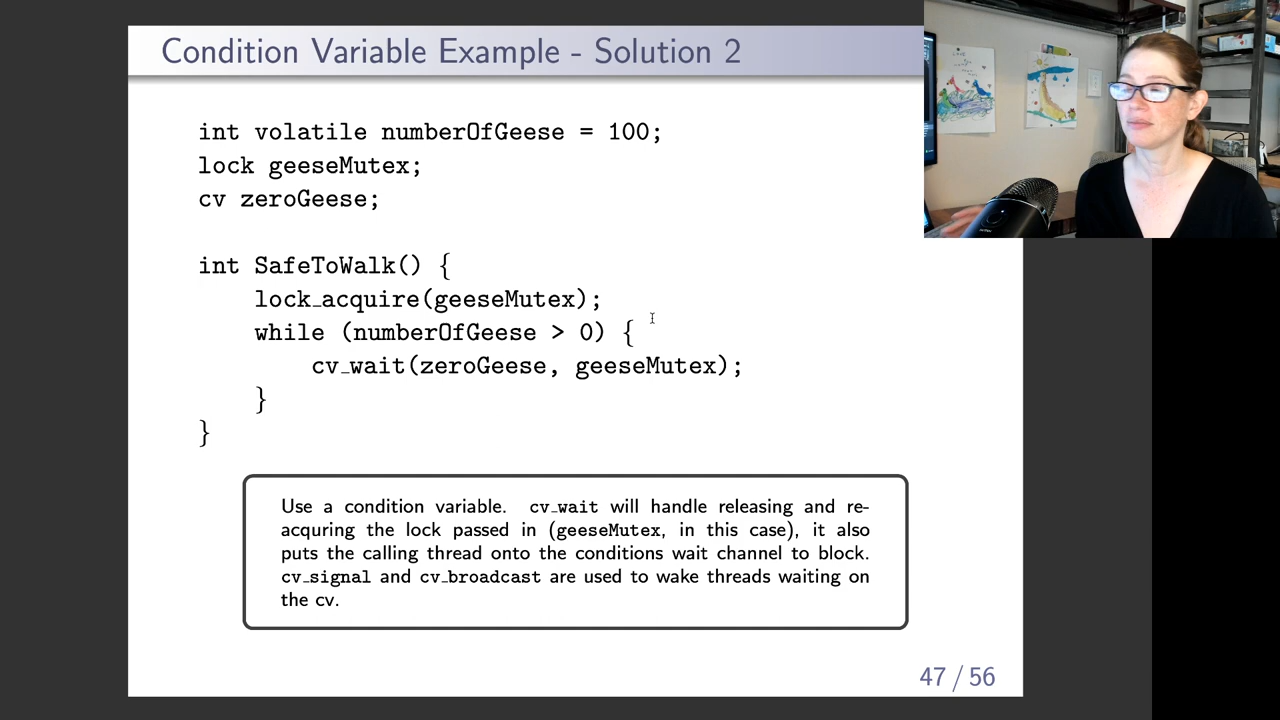 Condition Variable Example - Solution 2
int volatile numberOfGeese = 100;
lock geeseMutex;
cv zeroGeese;
int SafeToWalk() {
lock_acquire(geeseMutex);
while (numberOfGeese > 0) {
cv_wait(zeroGeese, geeseMutex);
}
}
Use a condition variable. cv_wait will handle releasing and re-
acquring the lock passed in (geeseMutex, in this case), it also
puts the calling thread onto the conditions wait channel to block.
cv_signal and cv_broadcast are used to wake threads waiting on
the cv.
47 / 56